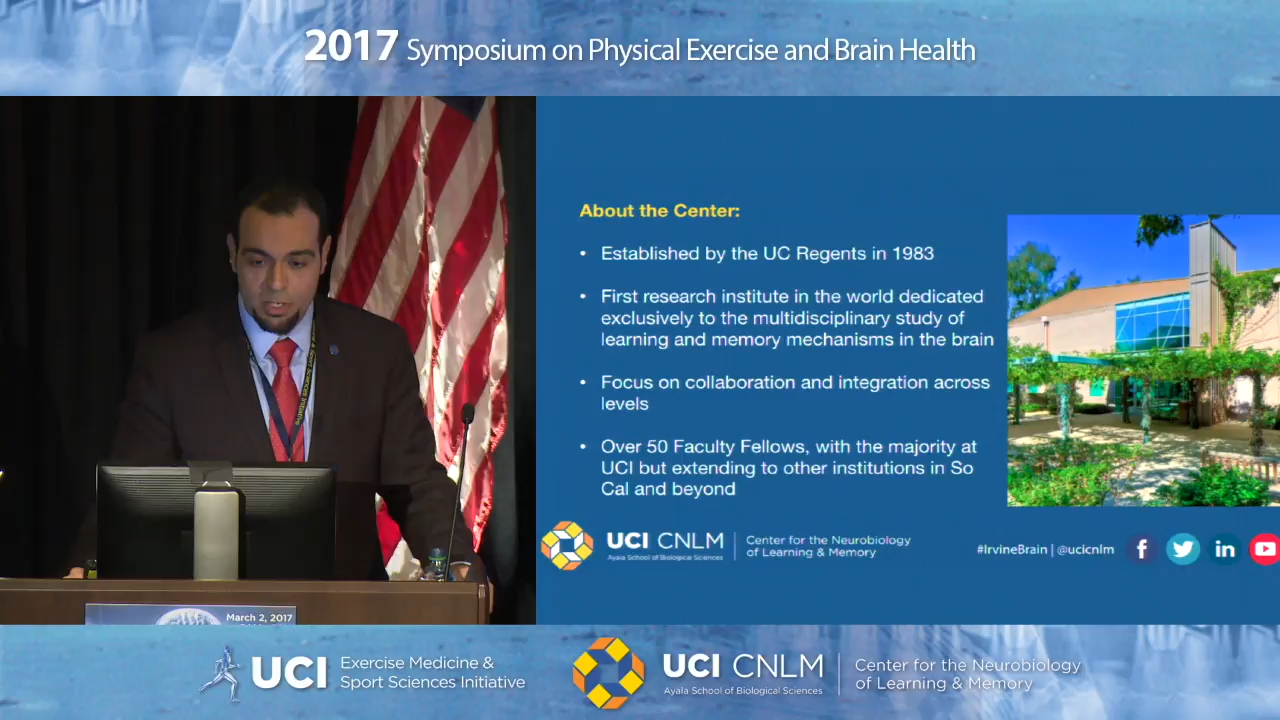 2017 Symposium on Physical Exercise and Brain Health
About the Center:
• Established by the UC Regents in 1983
• First research institute in the world dedicated
exclusively to the multidisciplinary study of
learning and memory mechanisms in the brain
• Focus on collaboration and integration across
levels
• Over 50 Faculty Fellows, with the majority at
UCI but extending to other institutions in So
Cal and beyond
UCI CNLM
Ayala School of Biological Sciences
Center for the Neurobiology
of Learning & Memory
#IrvineBrain | @ucicnlm
March 2, 2017
UCI
Exercise Medicine &
Sport Sciences Initiative
UCI CNLM
Ayala School of Biological Sciences
Center for the Neurobiology
of Learning & Memory